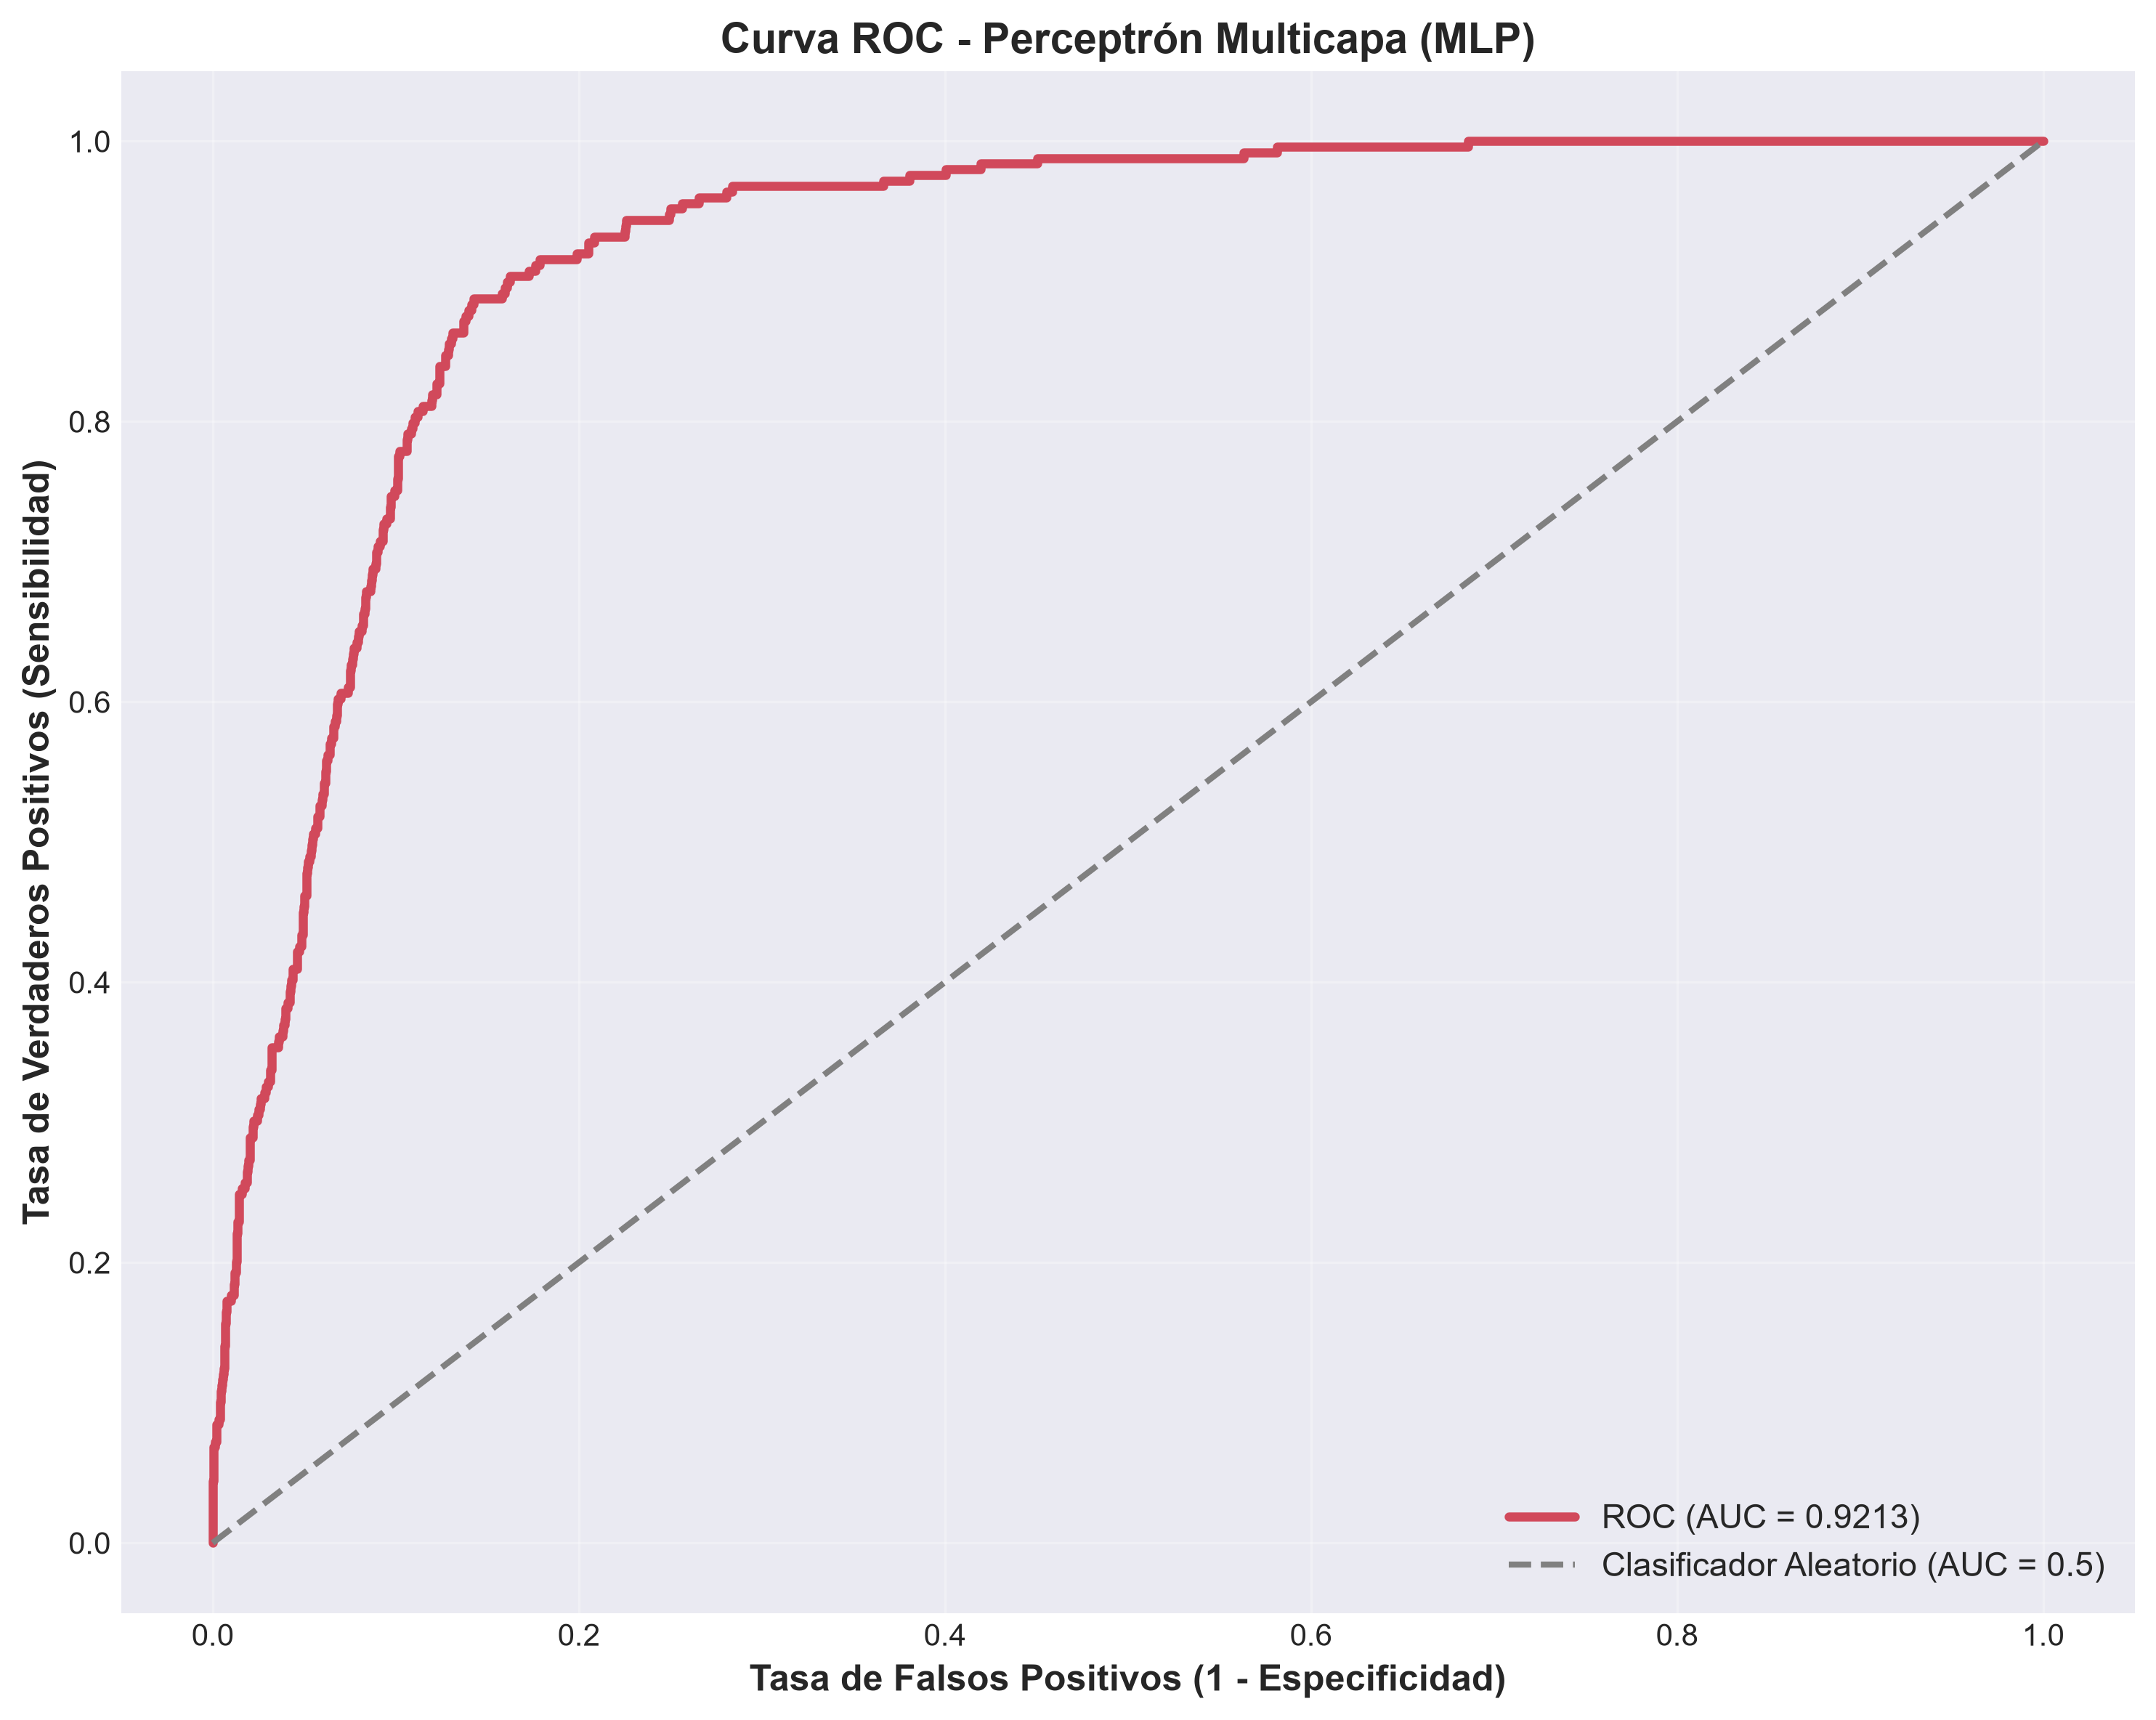 Curva ROC - Perceptrón Multicapa (MLP)
Tasa de Verdaderos Positivos (Sensibilidad)
1.0
0.8
0.6
0.4
0.2
0.0
ROC (AUC = 0.9213)
Clasificador Aleatorio (AUC = 0.5)
0.0 0.2 0.4 0.6 0.8 1.0
Tasa de Falsos Positivos (1 - Especificidad)